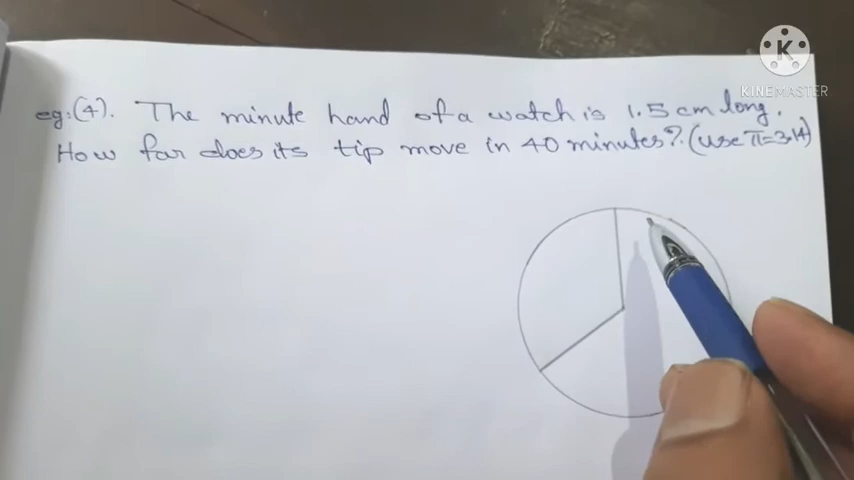 K
KINEMASTER
eg:(4). The minute hand of a watch is 1.5 cm long.
How far does its tip move in 40 minutes? (use π=3.14)